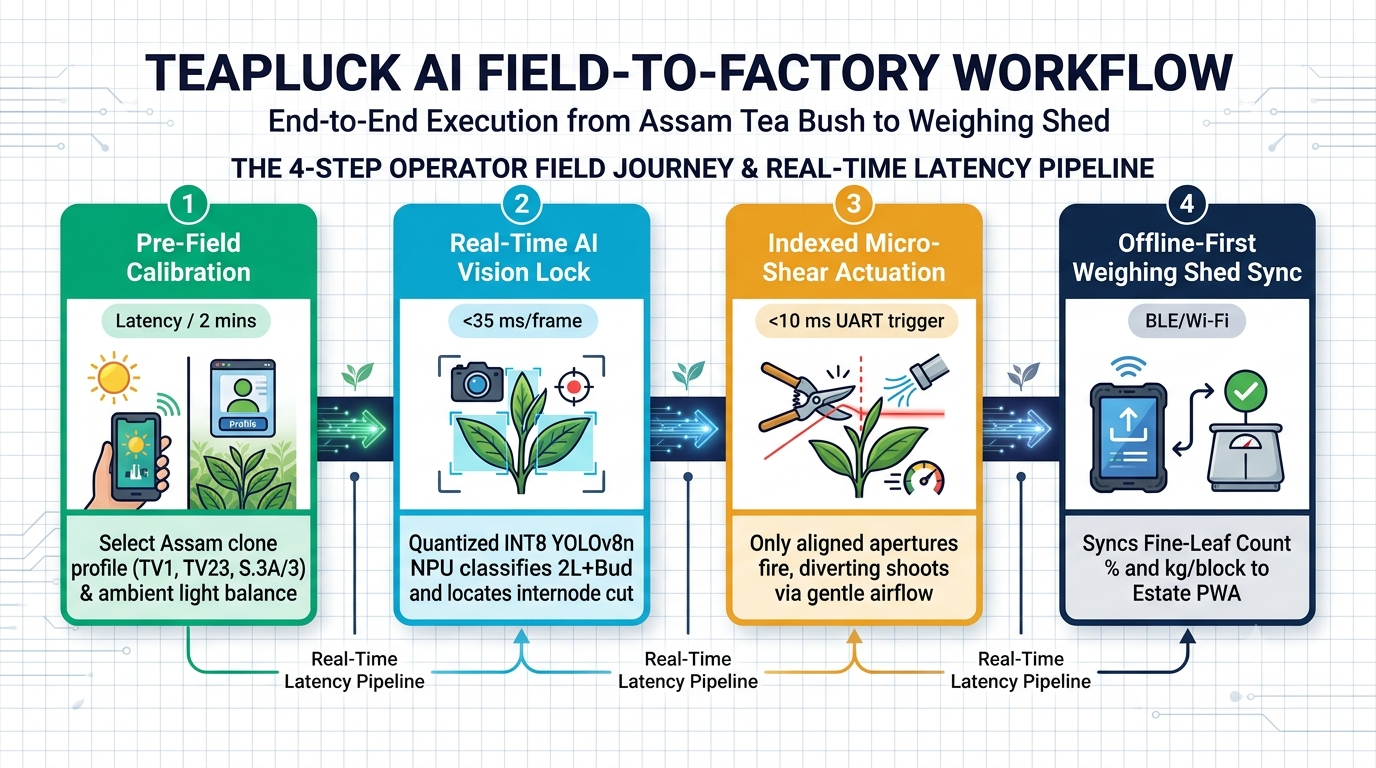 TEAPLUCK AI FIELD-TO-FACTORY WORKFLOW
End-to-End Execution from Assam Tea Bush to Weighing Shed
THE 4-STEP OPERATOR FIELD JOURNEY & REAL-TIME LATENCY PIPELINE
1
Pre-Field
Calibration
Latency / 2 mins
Profils
Select Assam clone
profile (TV1, TV23, S.3A/3)
& ambient light balance
2
Real-Time AI
Vision Lock
<35 ms/frame
Quantized INT8 YOLOv8n
NPU classifies 2L+Bud
and locates internode cut
3
Indexed Micro-
Shear Actuation
<10 ms UART trigger
Only aligned apertures
fire, diverting shoots
via gentle airflow
4
Offline-First
Weighing Shed Sync
BLE/Wi-Fi
Syncs Fine-Leaf Count
% and kg/block to
Estate PWA
Real-Time
Latency Pipeline
Real-Time
Latency Pipeline
Real-Time
Latency Pipeline